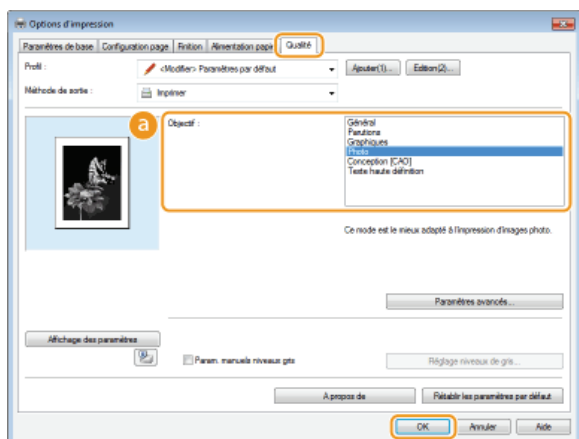 Options d'impression
Paramètres de base Configuration page Finition Alimentation papier Qualité
Profil : <Modifier> Paramètres par défaut Ajouter(1)... Edition(2)...
Méthode de sortie : Imprimer
a
Objectif :
Général
Parutions
Graphiques
Photo
Conception [CAO]
Texte haute définition
Ce mode est le mieux adapté à l'impression d'images photo.
Paramètres avancés...
Affichage des paramètres
Param. manuels niveaux gris Réglage niveaux de gris...
A propos de Rétablir les paramètres par défaut
OK Annuler Aide